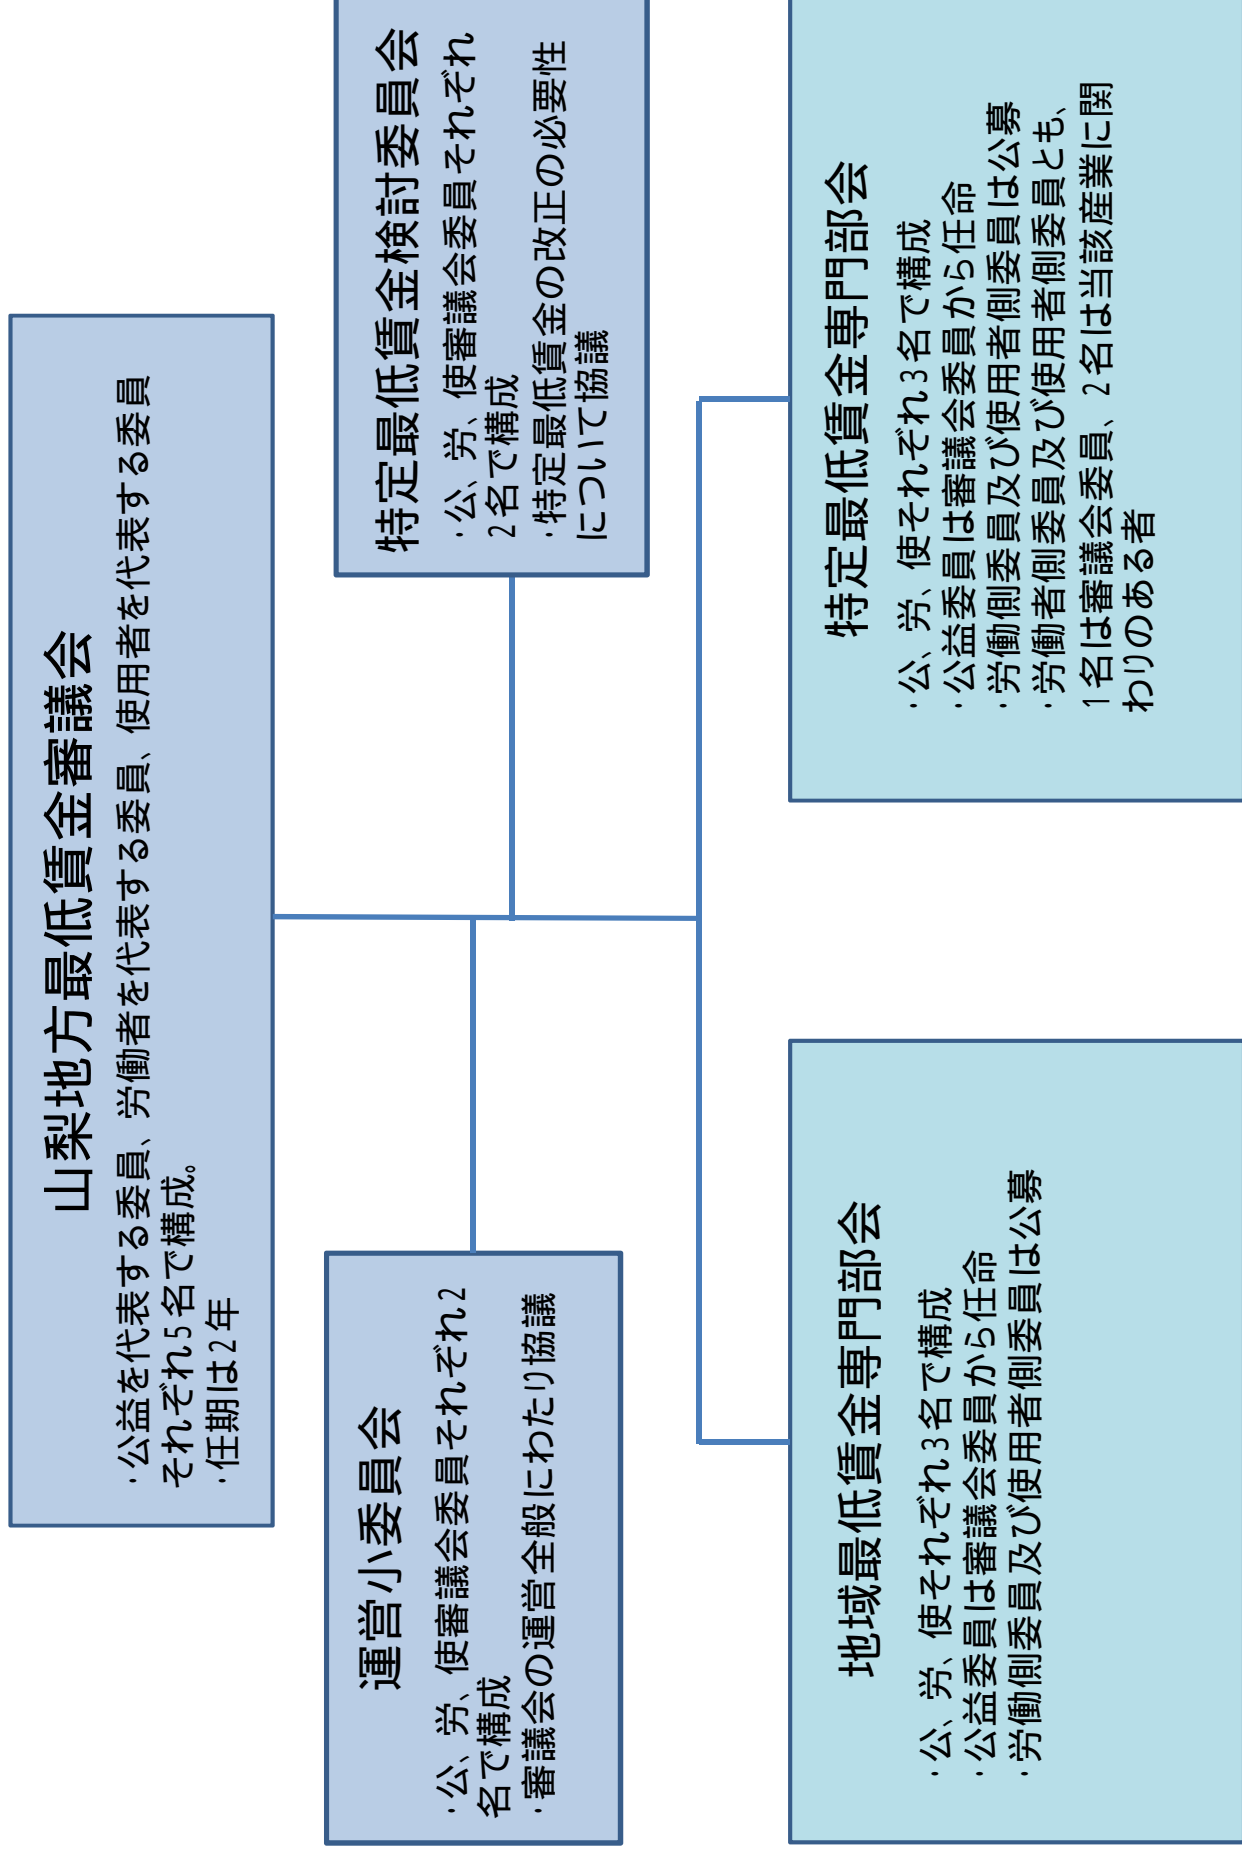 山梨地方最低賃金審議会
・公益を代表する委員、労働者を代表する委員、使用者を代表する委員
それぞれ5名で構成。
・任期は2年
運営小委員会
・公、労、使審議会委員それぞれ2
名で構成
・審議会の運営全般にわたり協議
特定最低賃金検討委員会
・公、労、使審議会委員それぞれ
2名で構成
・特定最低賃金の改正の必要性
について協議
地域最低賃金専門部会
・公、労、使それぞれ3名で構成
・公益委員は審議会委員から任命
・労働側委員及び使用者側委員は公募
特定最低賃金専門部会
・公、労、使それぞれ3名で構成
・公益委員は審議会委員から任命
・労働側委員及び使用者側委員は公募
・労働者側委員及び使用者側委員とも、
1名は審議会委員、2名は当該産業に関
わりのある者